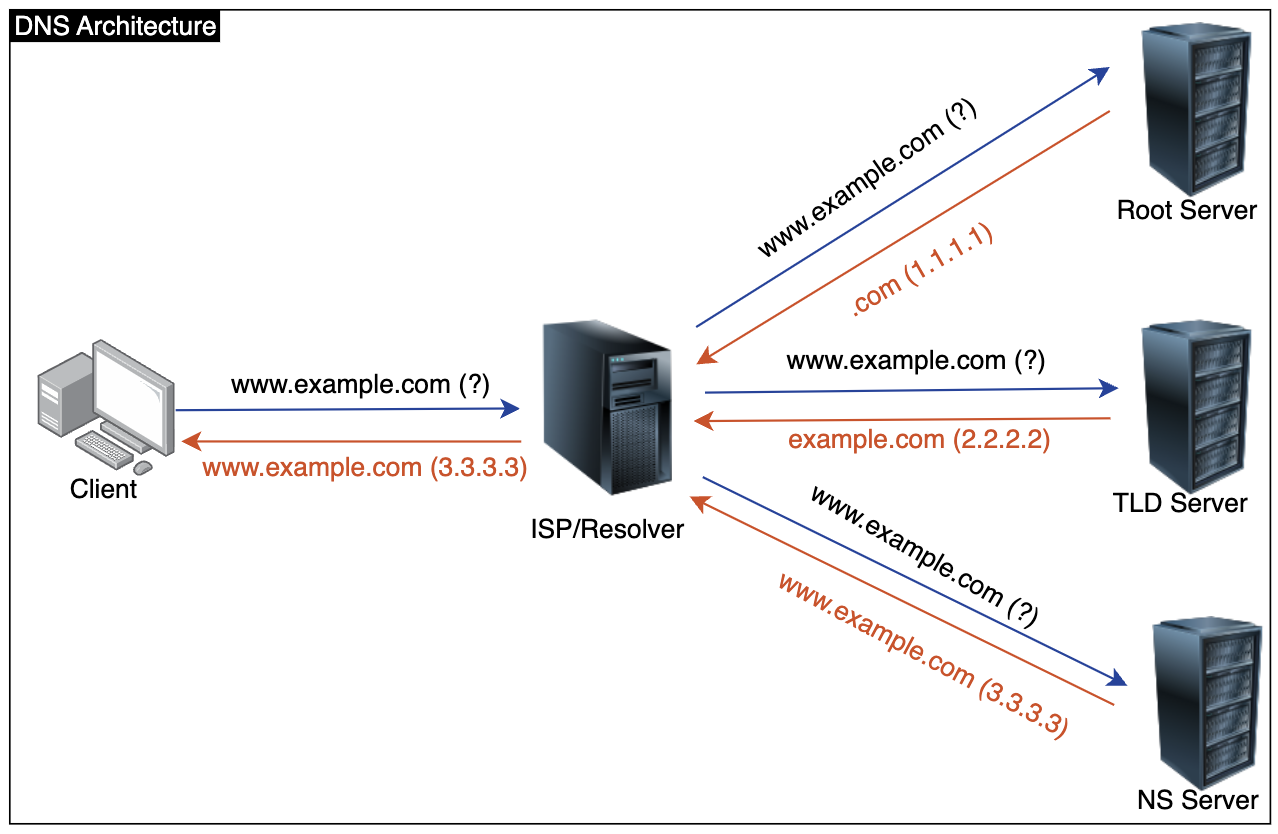 DNS Architecture
www.example.com (?)
.com (1.1.1.1)
Root Server
www.example.com (?)
www.example.com (3.3.3.3)
Client
ISP/Resolver
www.example.com (?)
example.com (2.2.2.2)
TLD Server
www.example.com (?)
www.example.com (3.3.3.3)
NS Server